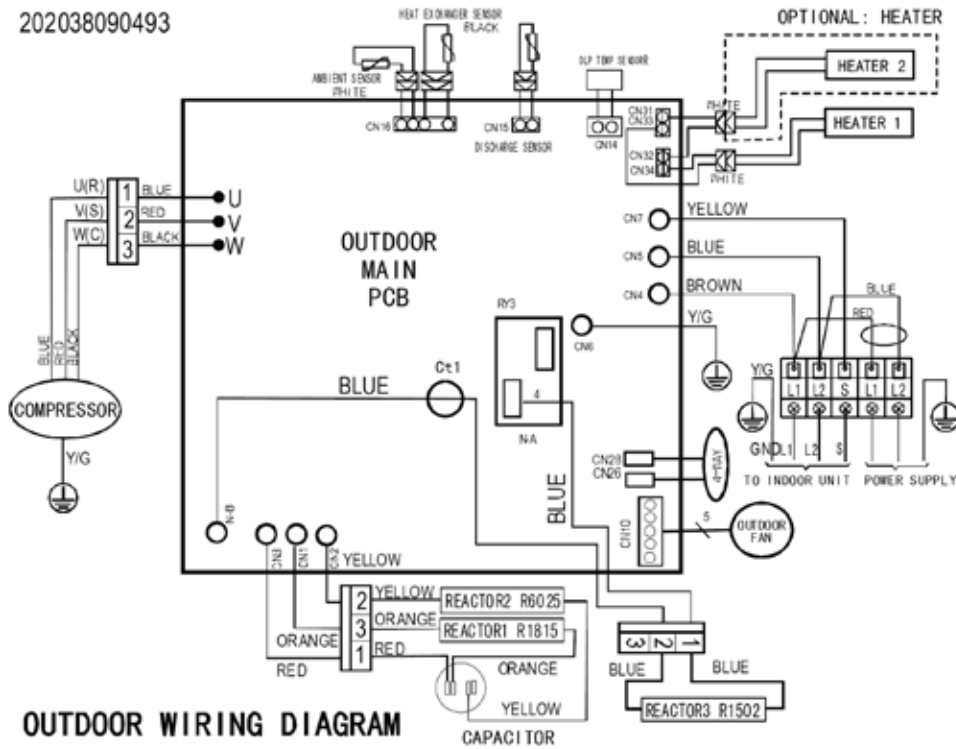 202038090493
HEAT EXCHANGER SENSOR
BLACK
OPTIONAL: HEATER
AMBIENT SENSOR
WHITE
HEATER 2
WHITE
HEATER 1
WHITE
CN31
CN33
CN32
CN34
CN16
CN15
DISCHARGE SENSOR
CN14
U(R) 1 BLUE U
V(S) 2 RED V
W(C) 3 BLACK W
OUTDOOR
MAIN
PCB
CN7 YELLOW
CN5 BLUE
CN4 BROWN
BLUE
RED
RY3
CN6 Y/G
BLUE
RED
BLACK
COMPRESSOR
Y/G
BLUE
Ct1
4
N-A
Y/G
L1 L2 S L1 L2
GND L1 L2 S
TO INDOOR UNIT POWER SUPPLY
CN28
CN26
4-WAY
BLUE
CN10
5
OUTDOOR
FAN
N-B
CN3
CN1
CN2
YELLOW
2 YELLOW REACTOR2 R6025
3 ORANGE REACTOR1 R1815
ORANGE
1 RED
RED
ORANGE
YELLOW
CAPACITOR
3 2 1
BLUE BLUE
REACTOR3 R1502
OUTDOOR WIRING DIAGRAM